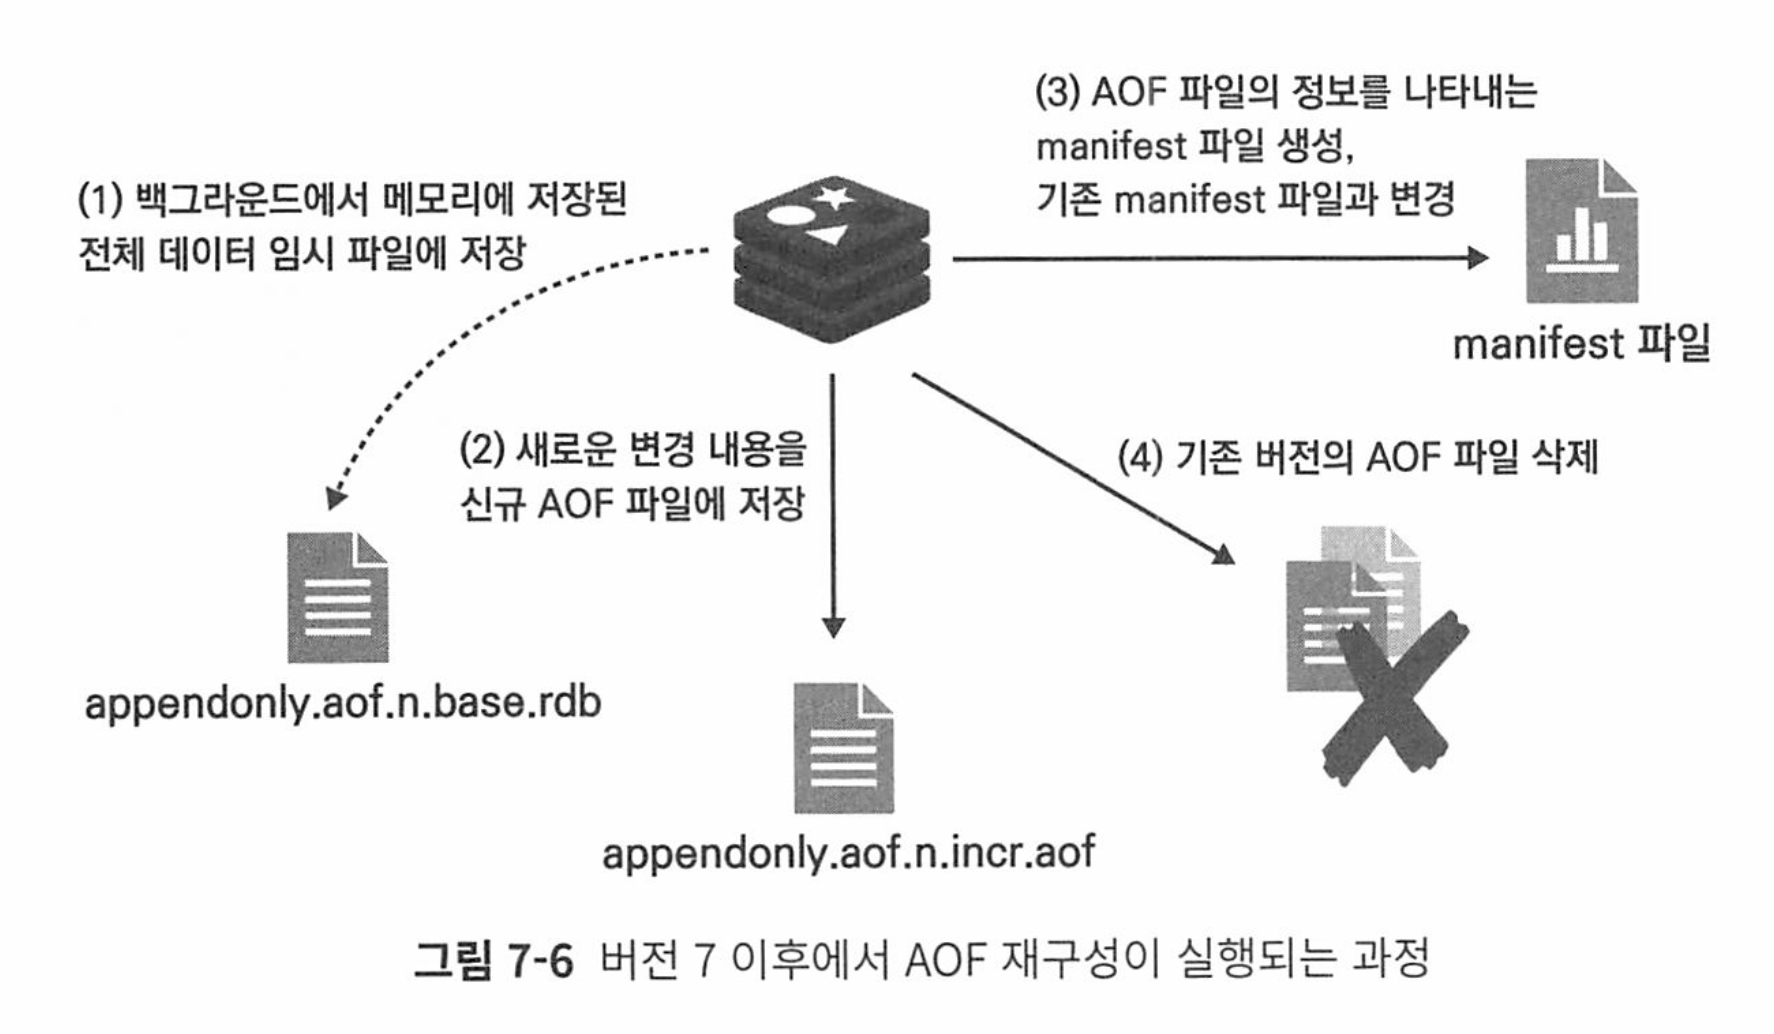 (1) 백그라운드에서 메모리에 저장된
전체 데이터 임시 파일에 저장
(3) AOF 파일의 정보를 나타내는
manifest 파일 생성,
기존 manifest 파일과 변경
manifest 파일
(2) 새로운 변경 내용을
신규 AOF 파일에 저장
(4) 기존 버전의 AOF 파일 삭제
appendonly.aof.n.base.rdb
appendonly.aof.n.incr.aof
그림 7-6 버전 7 이후에서 AOF 재구성이 실행되는 과정